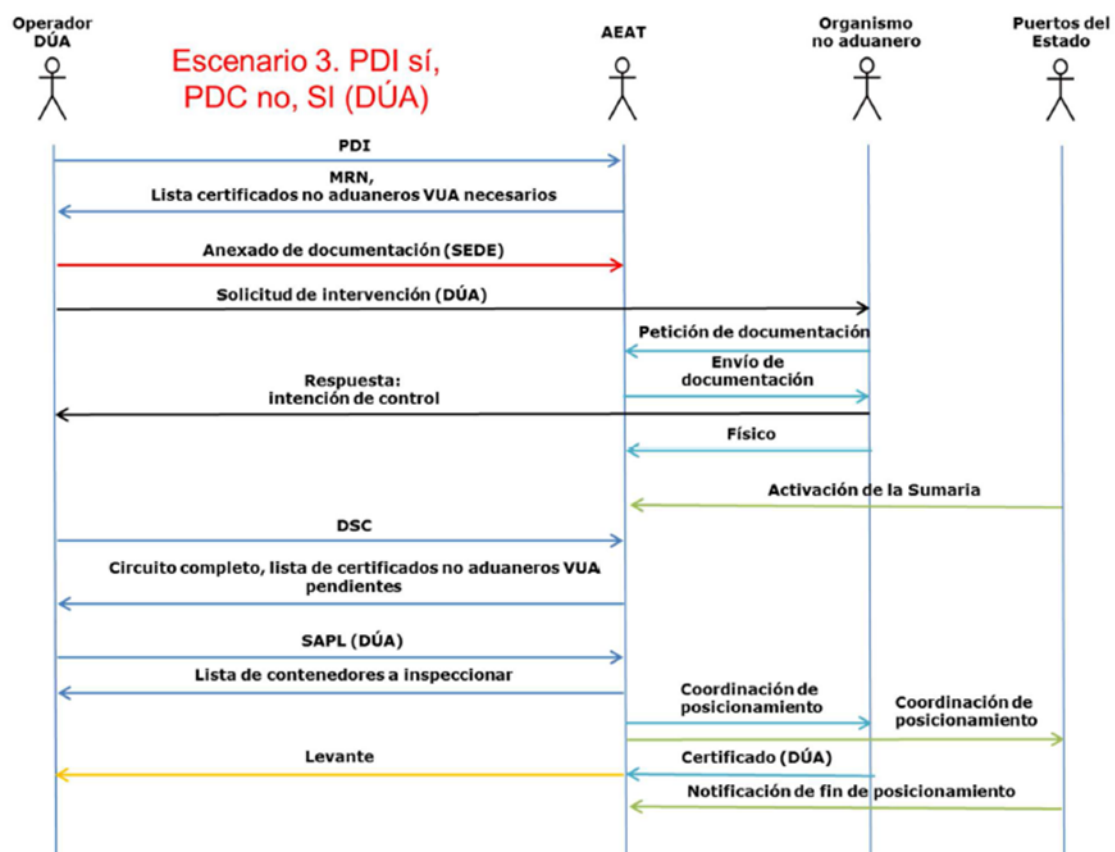 Operador
DÚA
AEAT
Organismo
no aduanero
Puertos del
Estado
Escenario 3. PDI sí,
PDC no, SI (DÚA)
PDI
MRN,
Lista certificados no aduaneros VUA necesarios
Anexado de documentación (SEDE)
Solicitud de intervención (DÚA)
Petición de documentación
Envío de
documentación
Respuesta:
intención de control
Físico
Activación de la Sumaria
DSC
Circuito completo, lista de certificados no aduaneros VUA
pendientes
SAPL (DÚA)
Lista de contenedores a inspeccionar
Coordinación de
posicionamiento
Coordinación de
posicionamiento
Levante
Certificado (DÚA)
Notificación de fin de posicionamiento